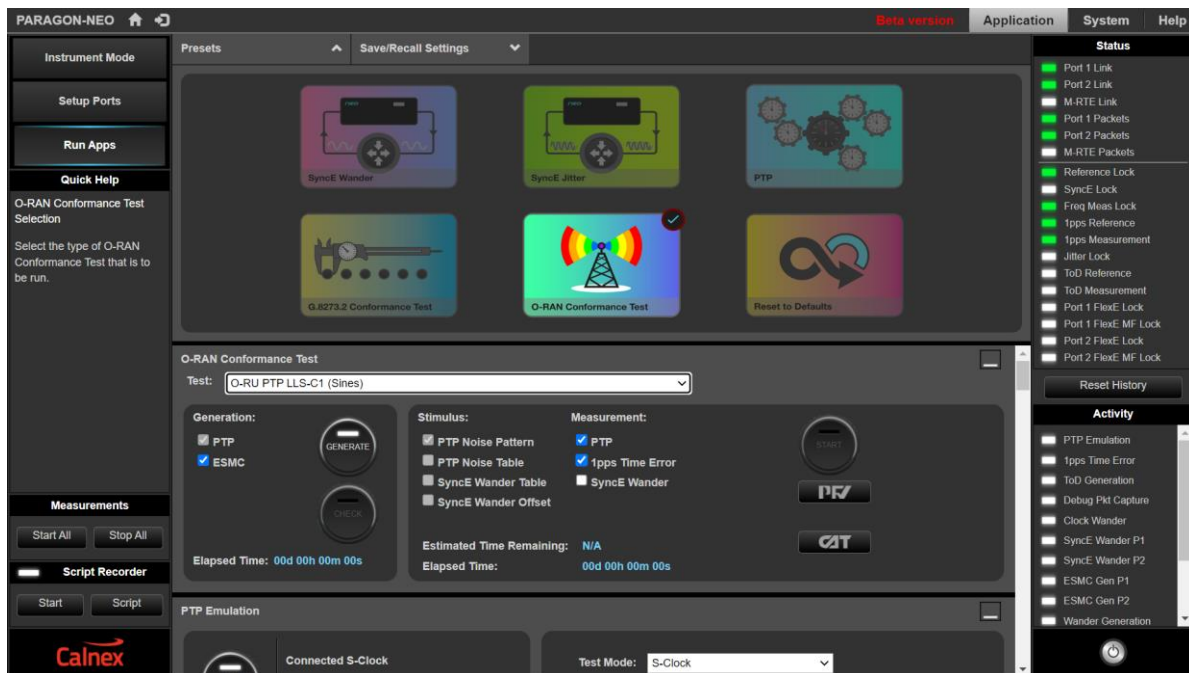 PARAGON-NEO
Beta version
Application
System
Help
Instrument Mode
Setup Ports
Run Apps
Quick Help
O-RAN Conformance Test
Selection
Select the type of O-RAN
Conformance Test that is to
be run.
Measurements
Start All
Stop All
Script Recorder
Start
Script
Calnex
Presets
Save/Recall Settings
SyncE Wander
SyncE Jitter
PTP
G.8273.2 Conformance Test
O-RAN Conformance Test
Reset to Defaults
O-RAN Conformance Test
Test:
O-RU PTP LLS-C1 (Sines)
Generation:
PTP
ESMC
GENERATE
CHECK
Elapsed Time: 00d 00h 00m 00s
Stimulus:
PTP Noise Pattern
PTP Noise Table
SyncE Wander Table
SyncE Wander Offset
Measurement:
PTP
1pps Time Error
SyncE Wander
Estimated Time Remaining: N/A
Elapsed Time: 00d 00h 00m 00s
START
PFV
CAT
PTP Emulation
Connected S-Clock
Test Mode:
S-Clock
Status
Port 1 Link
Port 2 Link
M-RTE Link
Port 1 Packets
Port 2 Packets
M-RTE Packets
Reference Lock
SyncE Lock
Freq Meas Lock
1pps Reference
1pps Measurement
Jitter Lock
ToD Reference
ToD Measurement
Port 1 FlexE Lock
Port 1 FlexE MF Lock
Port 2 FlexE Lock
Port 2 FlexE MF Lock
Reset History
Activity
PTP Emulation
1pps Time Error
ToD Generation
Debug Pkt Capture
Clock Wander
SyncE Wander P1
SyncE Wander P2
ESMC Gen P1
ESMC Gen P2
Wander Generation